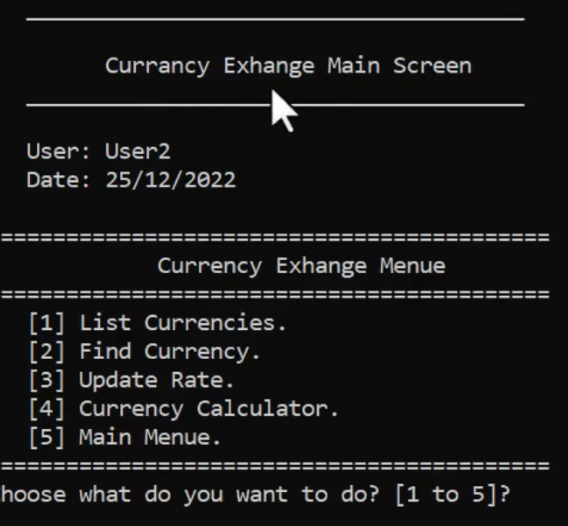 Currancy Exhange Main Screen
User: User2
Date: 25/12/2022
==========================================
Currency Exhange Menue
==========================================
[1] List Currencies.
[2] Find Currency.
[3] Update Rate.
[4] Currency Calculator.
[5] Main Menue.
==========================================
hoose what do you want to do? [1 to 5]?